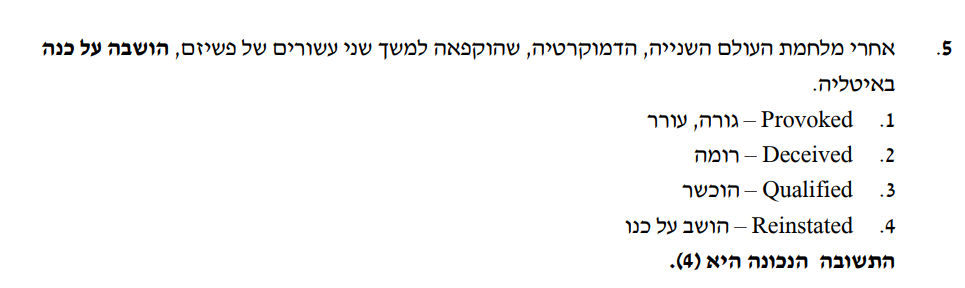 5. אחרי מלחמת העולם השנייה, הדמוקרטיה, שהוקפאה למשך שני עשורים של פשיזם, הושבה על כנה
באיטליה.
1. Provoked – גורה, עורר
2. Deceived – רומה
3. Qualified – הוכשר
4. Reinstated – הושב על כנו
התשובה הנכונה היא (4).